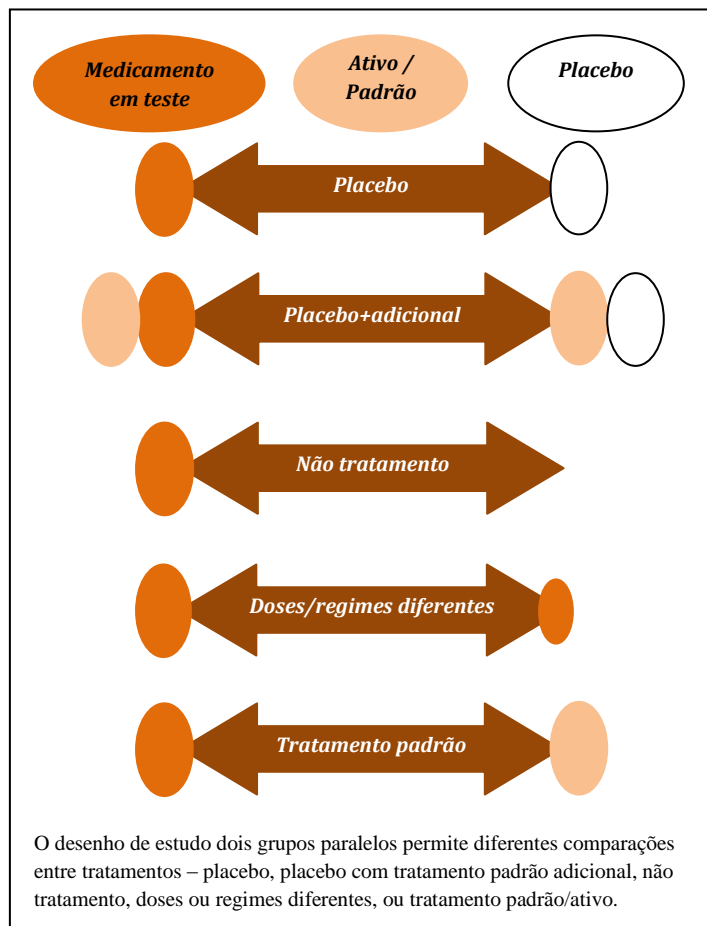 Medicamento
em teste
Ativo /
Padrão
Placebo
Placebo
Placebo+adicional
Não tratamento
Doses/regimes diferentes
Tratamento padrão
O desenho de estudo dois grupos paralelos permite diferentes comparações
entre tratamentos – placebo, placebo com tratamento padrão adicional, não
tratamento, doses ou regimes diferentes, ou tratamento padrão/ativo.